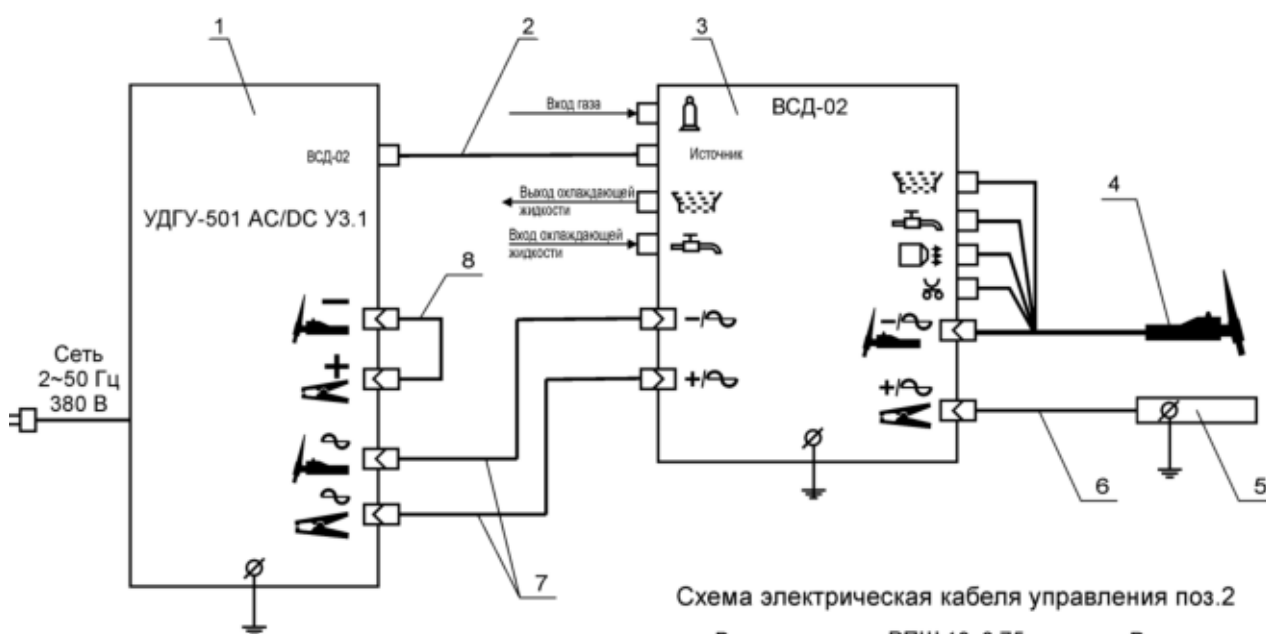 1
2
3
Вход газа
ВСД-02
ВСД-02
Источник
УДГУ-501 AC/DC У3.1
Выход охлаждающей
жидкости
Вход охлаждающей
жидкости
4
8
−
−/
−/
+
+/
+/
Сеть
2~50 Гц
380 В
7
6
5
Схема электрическая кабеля управления поз.2